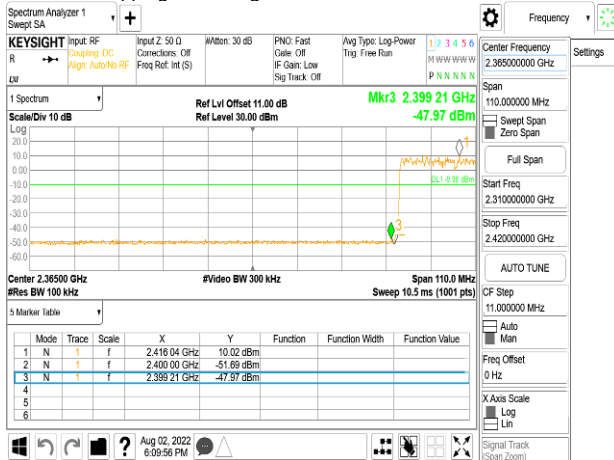 Spectrum Analyzer 1
Swept SA
+
Frequency
KEYSIGHT
R
Input: RF
Coupling: DC
Align: Auto/No RF
Input Z: 50 Ω
Corrections: Off
Freq Ref: Int (S)
#Atten: 30 dB
PNO: Fast
Gate: Off
IF Gain: Low
Sig Track: Off
Avg Type: Log-Power
Trig: Free Run
1 2 3 4 5 6
M W W W W W
P N N N N N
LXI
Center Frequency
2.365000000 GHz
Settings
1 Spectrum
Scale/Div 10 dB
Ref Lvl Offset 11.00 dB
Ref Level 30.00 dBm
Mkr3 2.399 21 GHz
-47.97 dBm
Span
110.000000 MHz
Swept Span
Zero Span
Full Span
Start Freq
2.310000000 GHz
Stop Freq
2.420000000 GHz
AUTO TUNE
CF Step
11.000000 MHz
Auto
Man
Freq Offset
0 Hz
X Axis Scale
Log
Lin
Signal Track
(Span Zoom)
Log
20.0
10.0
0.00
-10.0
-20.0
-30.0
-40.0
-50.0
-60.0
1
DL1 -9.98 dBm
3
Center 2.36500 GHz
#Res BW 100 kHz
#Video BW 300 kHz
Span 110.0 MHz
Sweep 10.5 ms (1001 pts)
5 Marker Table
Mode Trace Scale X Y Function Function Width Function Value
1 N 1 f 2.416 04 GHz 10.02 dBm
2 N 1 f 2.400 00 GHz -51.69 dBm
3 N 1 f 2.399 21 GHz -47.97 dBm
4
5
6
?
Aug 02, 2022
6:09:56 PM